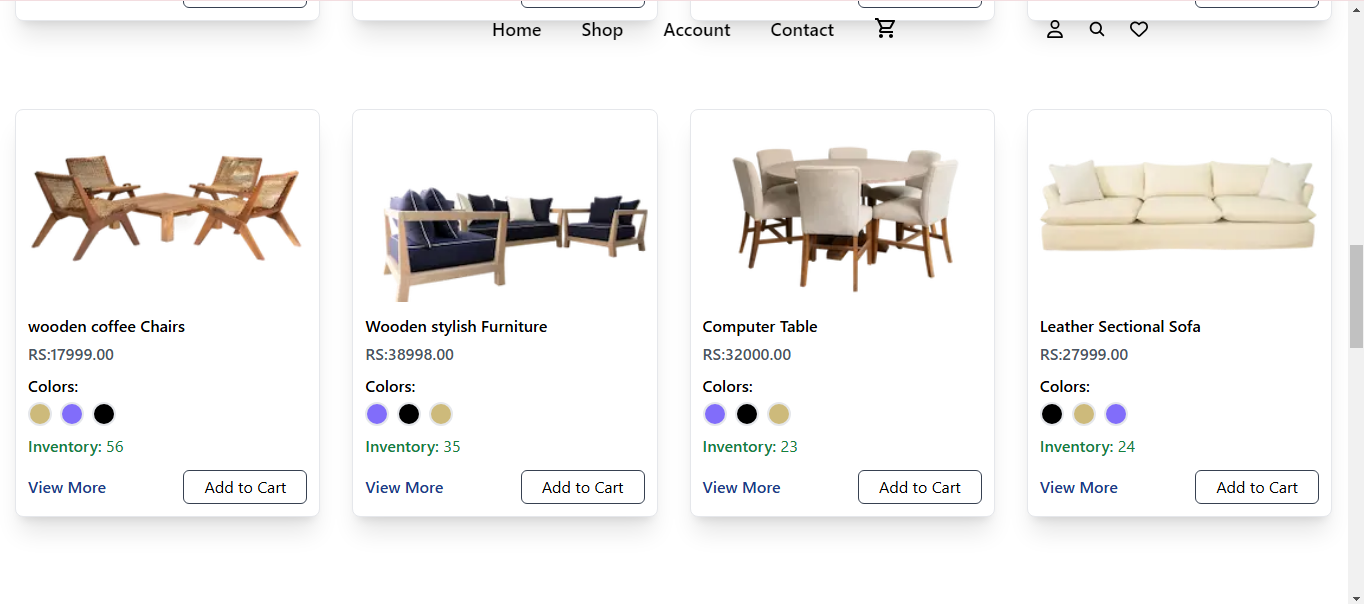 Home Shop Account Contact
wooden coffee Chairs
RS:17999.00
Colors:
Inventory: 56
View More Add to Cart
Wooden stylish Furniture
RS:38998.00
Colors:
Inventory: 35
View More Add to Cart
Computer Table
RS:32000.00
Colors:
Inventory: 23
View More Add to Cart
Leather Sectional Sofa
RS:27999.00
Colors:
Inventory: 24
View More Add to Cart